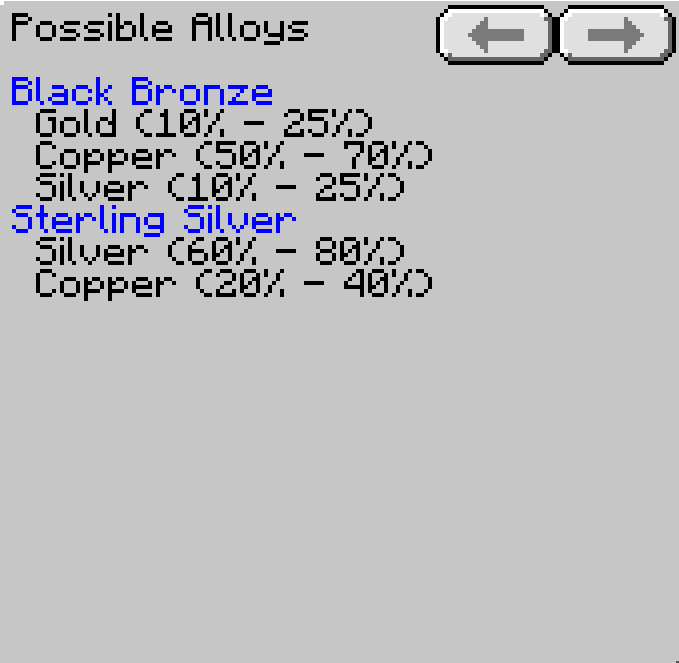 Possible Alloys
Black Bronze
Gold (10% - 25%)
Copper (50% - 70%)
Silver (10% - 25%)
Sterling Silver
Silver (60% - 80%)
Copper (20% - 40%)